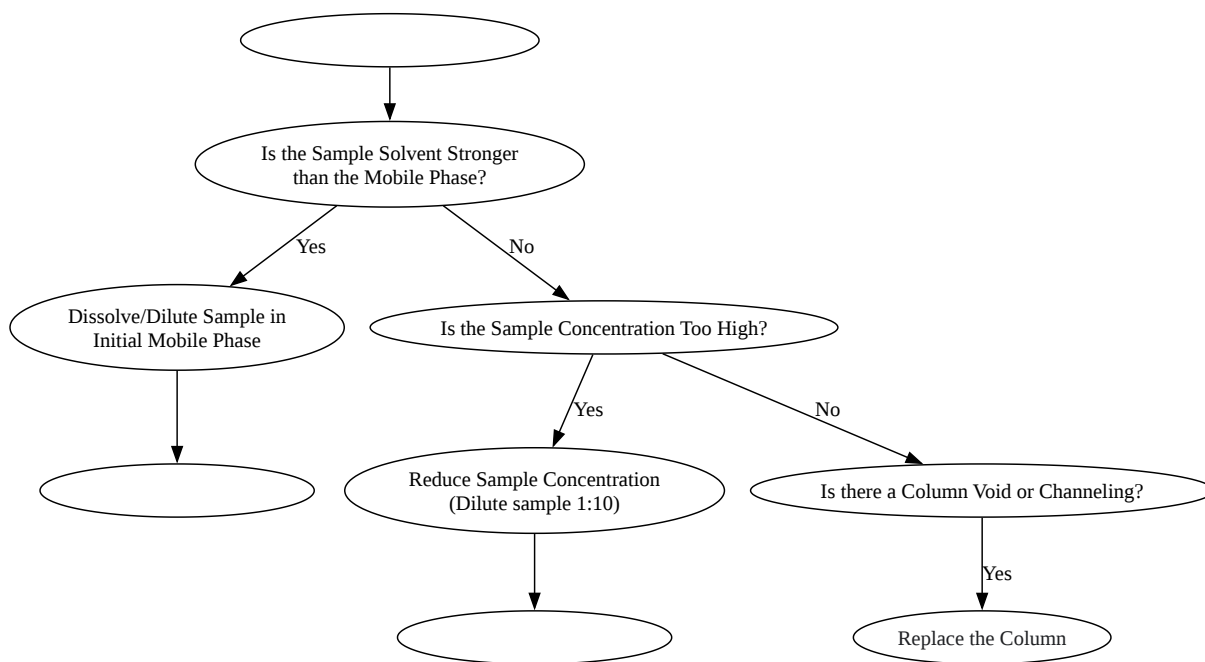 Is the Sample Solvent Stronger
than the Mobile Phase?
Yes
No
Dissolve/Dilute Sample in
Initial Mobile Phase
Is the Sample Concentration Too High?
Yes
No
Reduce Sample Concentration
(Dilute sample 1:10)
Is there a Column Void or Channeling?
Yes
Replace the Column